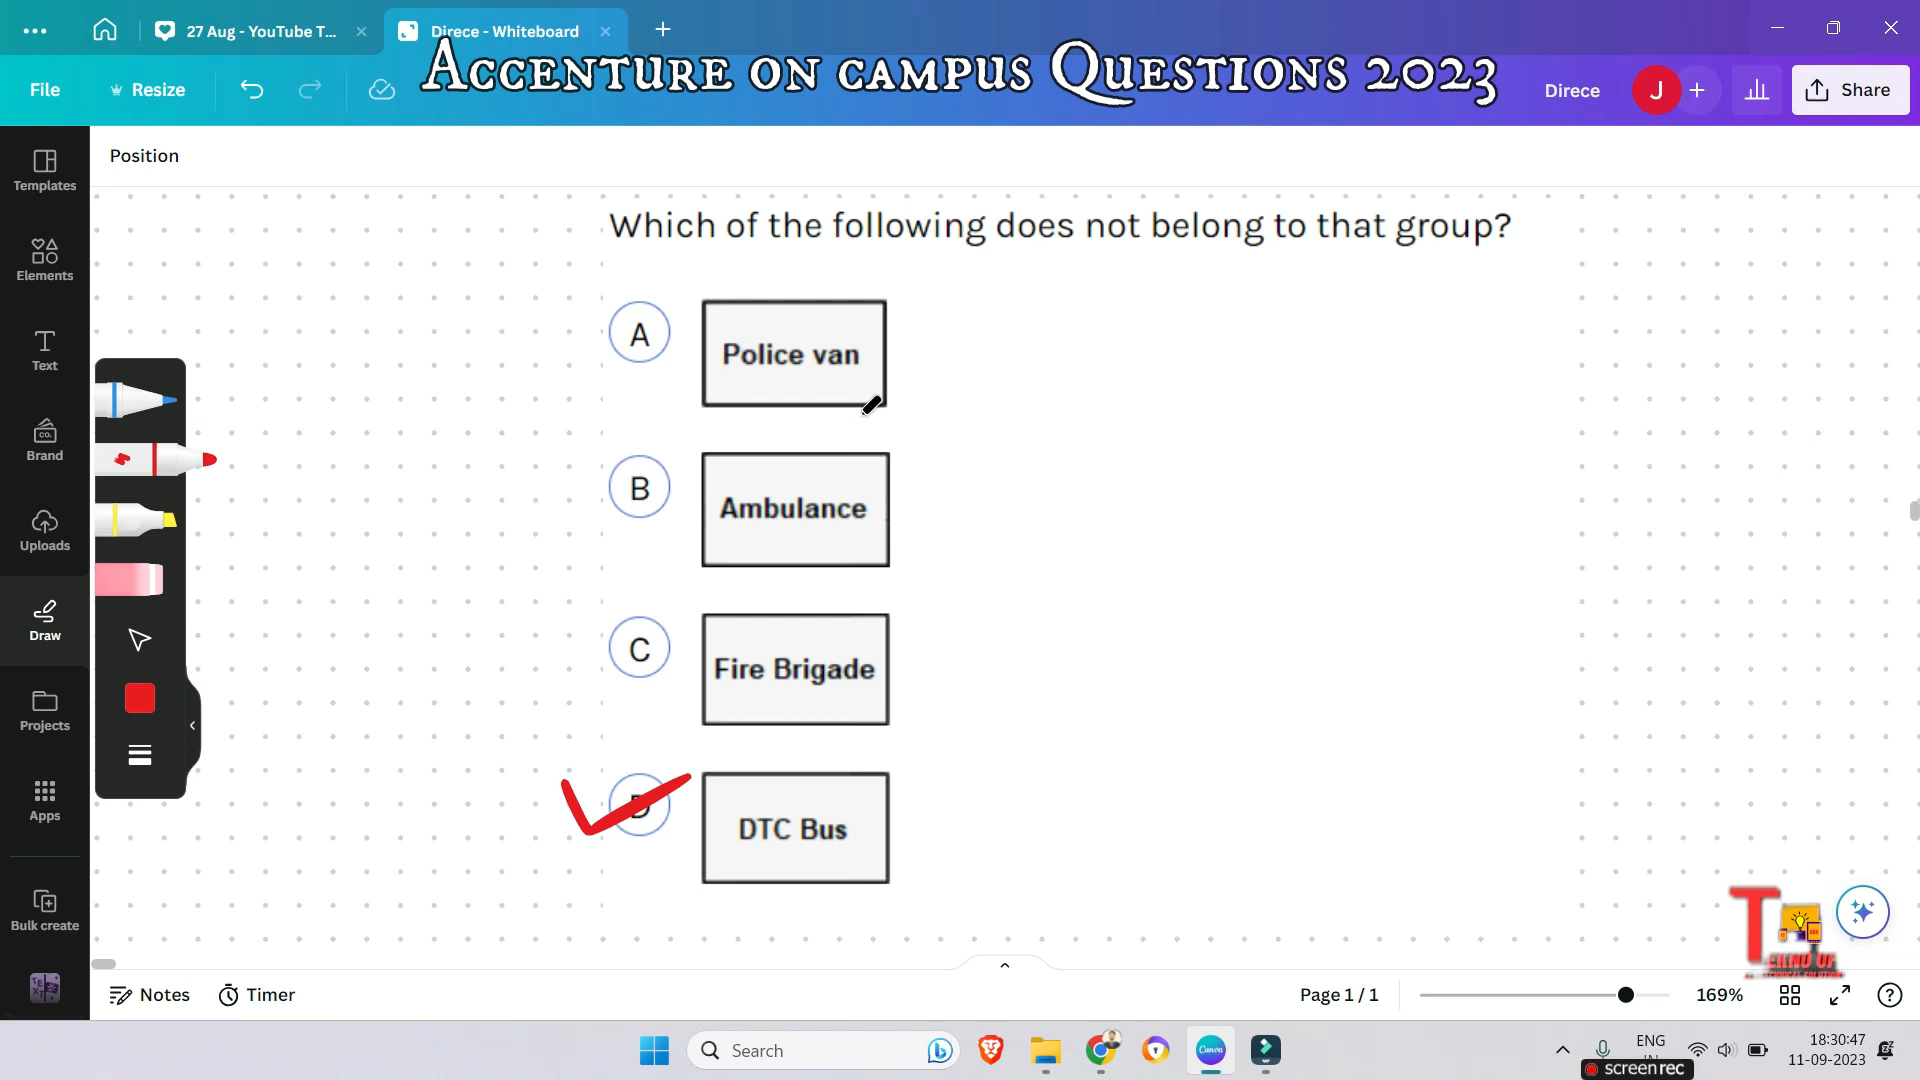 27 Aug - YouTube T...
Direce - Whiteboard
ACCENTURE ON CAMPUS QUESTIONS 2023
File
Resize
Direce
J
Share
Position
Templates
Elements
Text
Brand
CO.
Uploads
Draw
Projects
Apps
Bulk create
Which of the following does not belong to that group?
A
Police van
B
Ambulance
C
Fire Brigade
D
DTC Bus
Notes
Timer
Page 1 / 1
169%
Search
Canva
ENG
IN
18:30:47
11-09-2023
screenrec